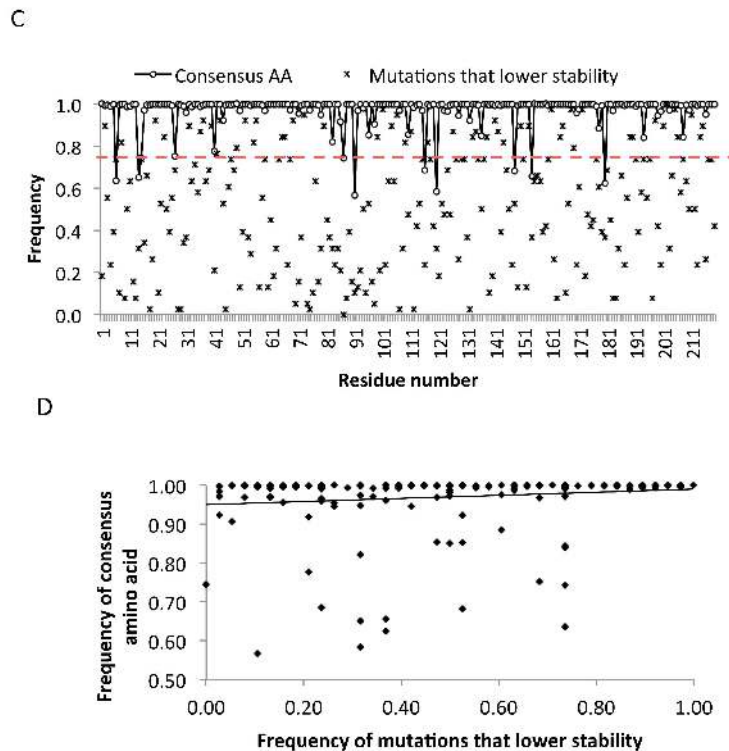 C
Consensus AA
Mutations that lower stability
1.0
0.8
0.6
0.4
0.2
0.0
Frequency
1 11 21 31 41 51 61 71 81 91 101 111 121 131 141 151 161 171 181 191 201 211
Residue number
D
1.00
0.90
0.80
0.70
0.60
0.50
Frequency of consensus
amino acid
0.00 0.20 0.40 0.60 0.80 1.00
Frequency of mutations that lower stability